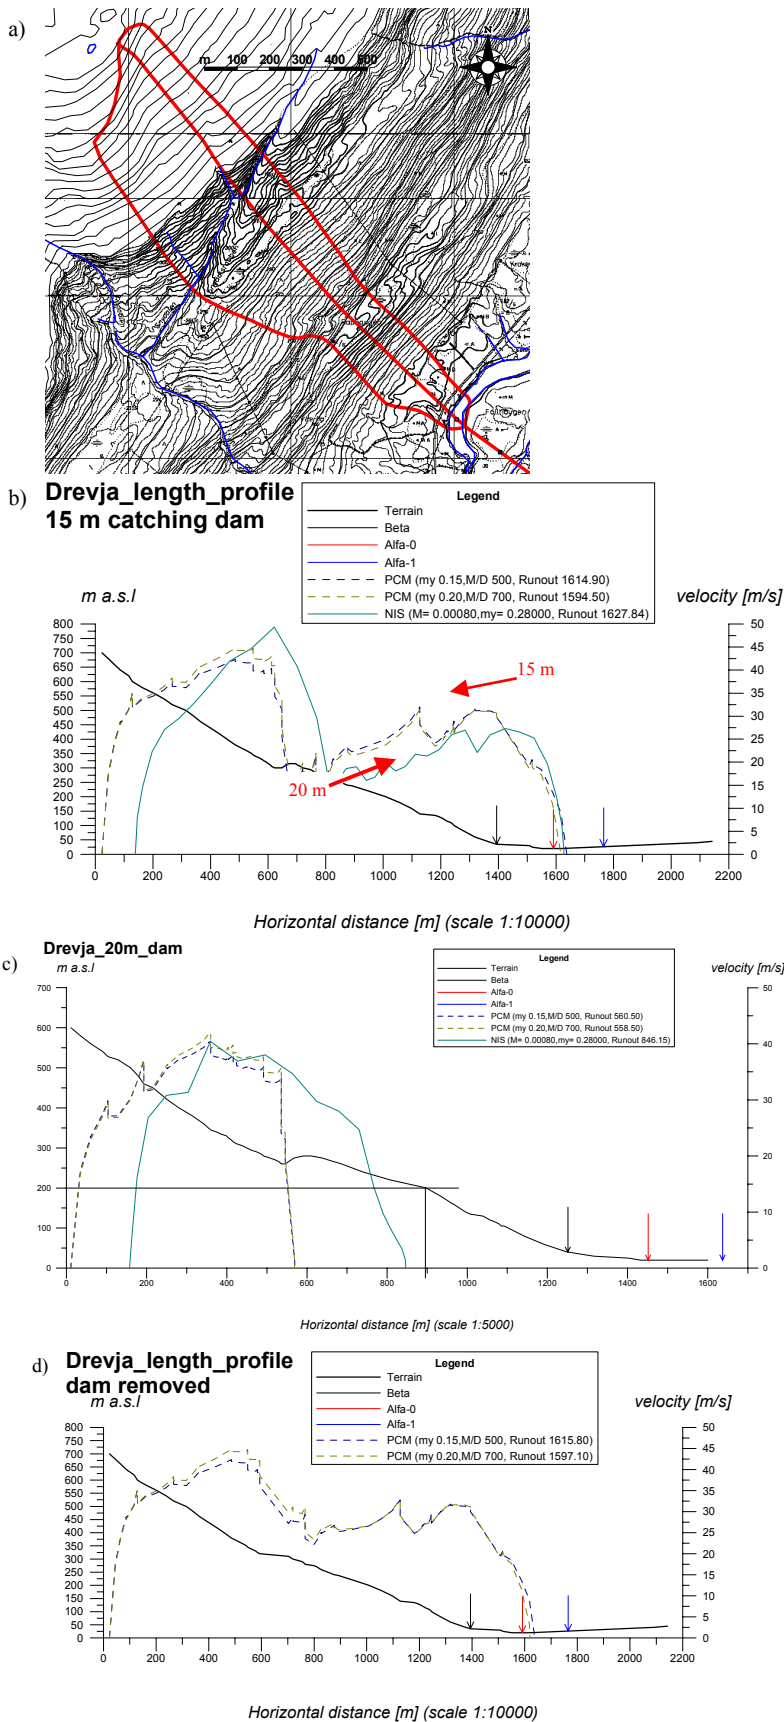 a)
N
m 100 200 300 400 500
b)
Drevja_length_profile
15 m catching dam
Legend
Terrain
Beta
Alfa-0
Alfa-1
PCM (my 0.15,M/D 500, Runout 1614.90)
PCM (my 0.20,M/D 700, Runout 1594.50)
NIS (M= 0.00080,my= 0.28000, Runout 1627.84)
m a.s.l
velocity [m/s]
800
750
700
650
600
550
500
450
400
350
300
250
200
150
100
50
0
50
45
40
35
30
25
20
15
10
5
0
15 m
20 m
0 200 400 600 800 1000 1200 1400 1600 1800 2000 2200
Horizontal distance [m] (scale 1:10000)
c)
Drevja_20m_dam
m a.s.l
Legend
Terrain
Beta
Alfa-0
Alfa-1
PCM (my 0.15,M/D 500, Runout 560.50)
PCM (my 0.20,M/D 700, Runout 558.50)
NIS (M= 0.00080,my= 0.28000, Runout 846.15)
velocity [m/s]
700
600
500
400
300
200
100
0
50
40
30
20
10
0
0 200 400 600 800 1000 1200 1400 1600
Horizontal distance [m] (scale 1:5000)
d)
Drevja_length_profile
dam removed
Legend
Terrain
Beta
Alfa-0
Alfa-1
PCM (my 0.15,M/D 500, Runout 1615.80)
PCM (my 0.20,M/D 700, Runout 1597.10)
m a.s.l
velocity [m/s]
800
750
700
650
600
550
500
450
400
350
300
250
200
150
100
50
0
50
45
40
35
30
25
20
15
10
5
0
0 200 400 600 800 1000 1200 1400 1600 1800 2000 2200
Horizontal distance [m] (scale 1:10000)